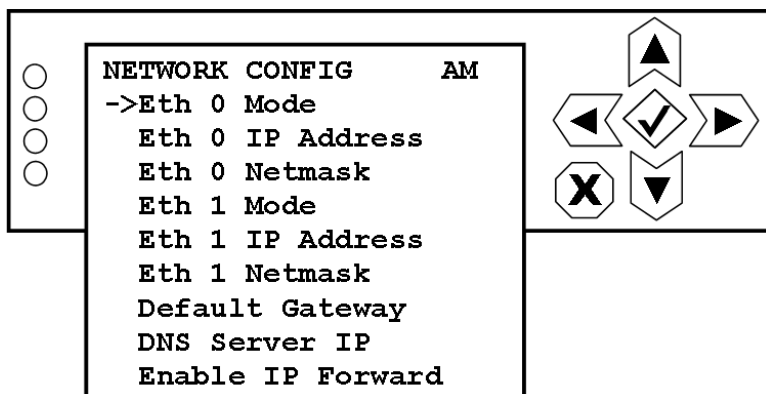 NETWORK CONFIG AM
->Eth 0 Mode
Eth 0 IP Address
Eth 0 Netmask
Eth 1 Mode
Eth 1 IP Address
Eth 1 Netmask
Default Gateway
DNS Server IP
Enable IP Forward
X